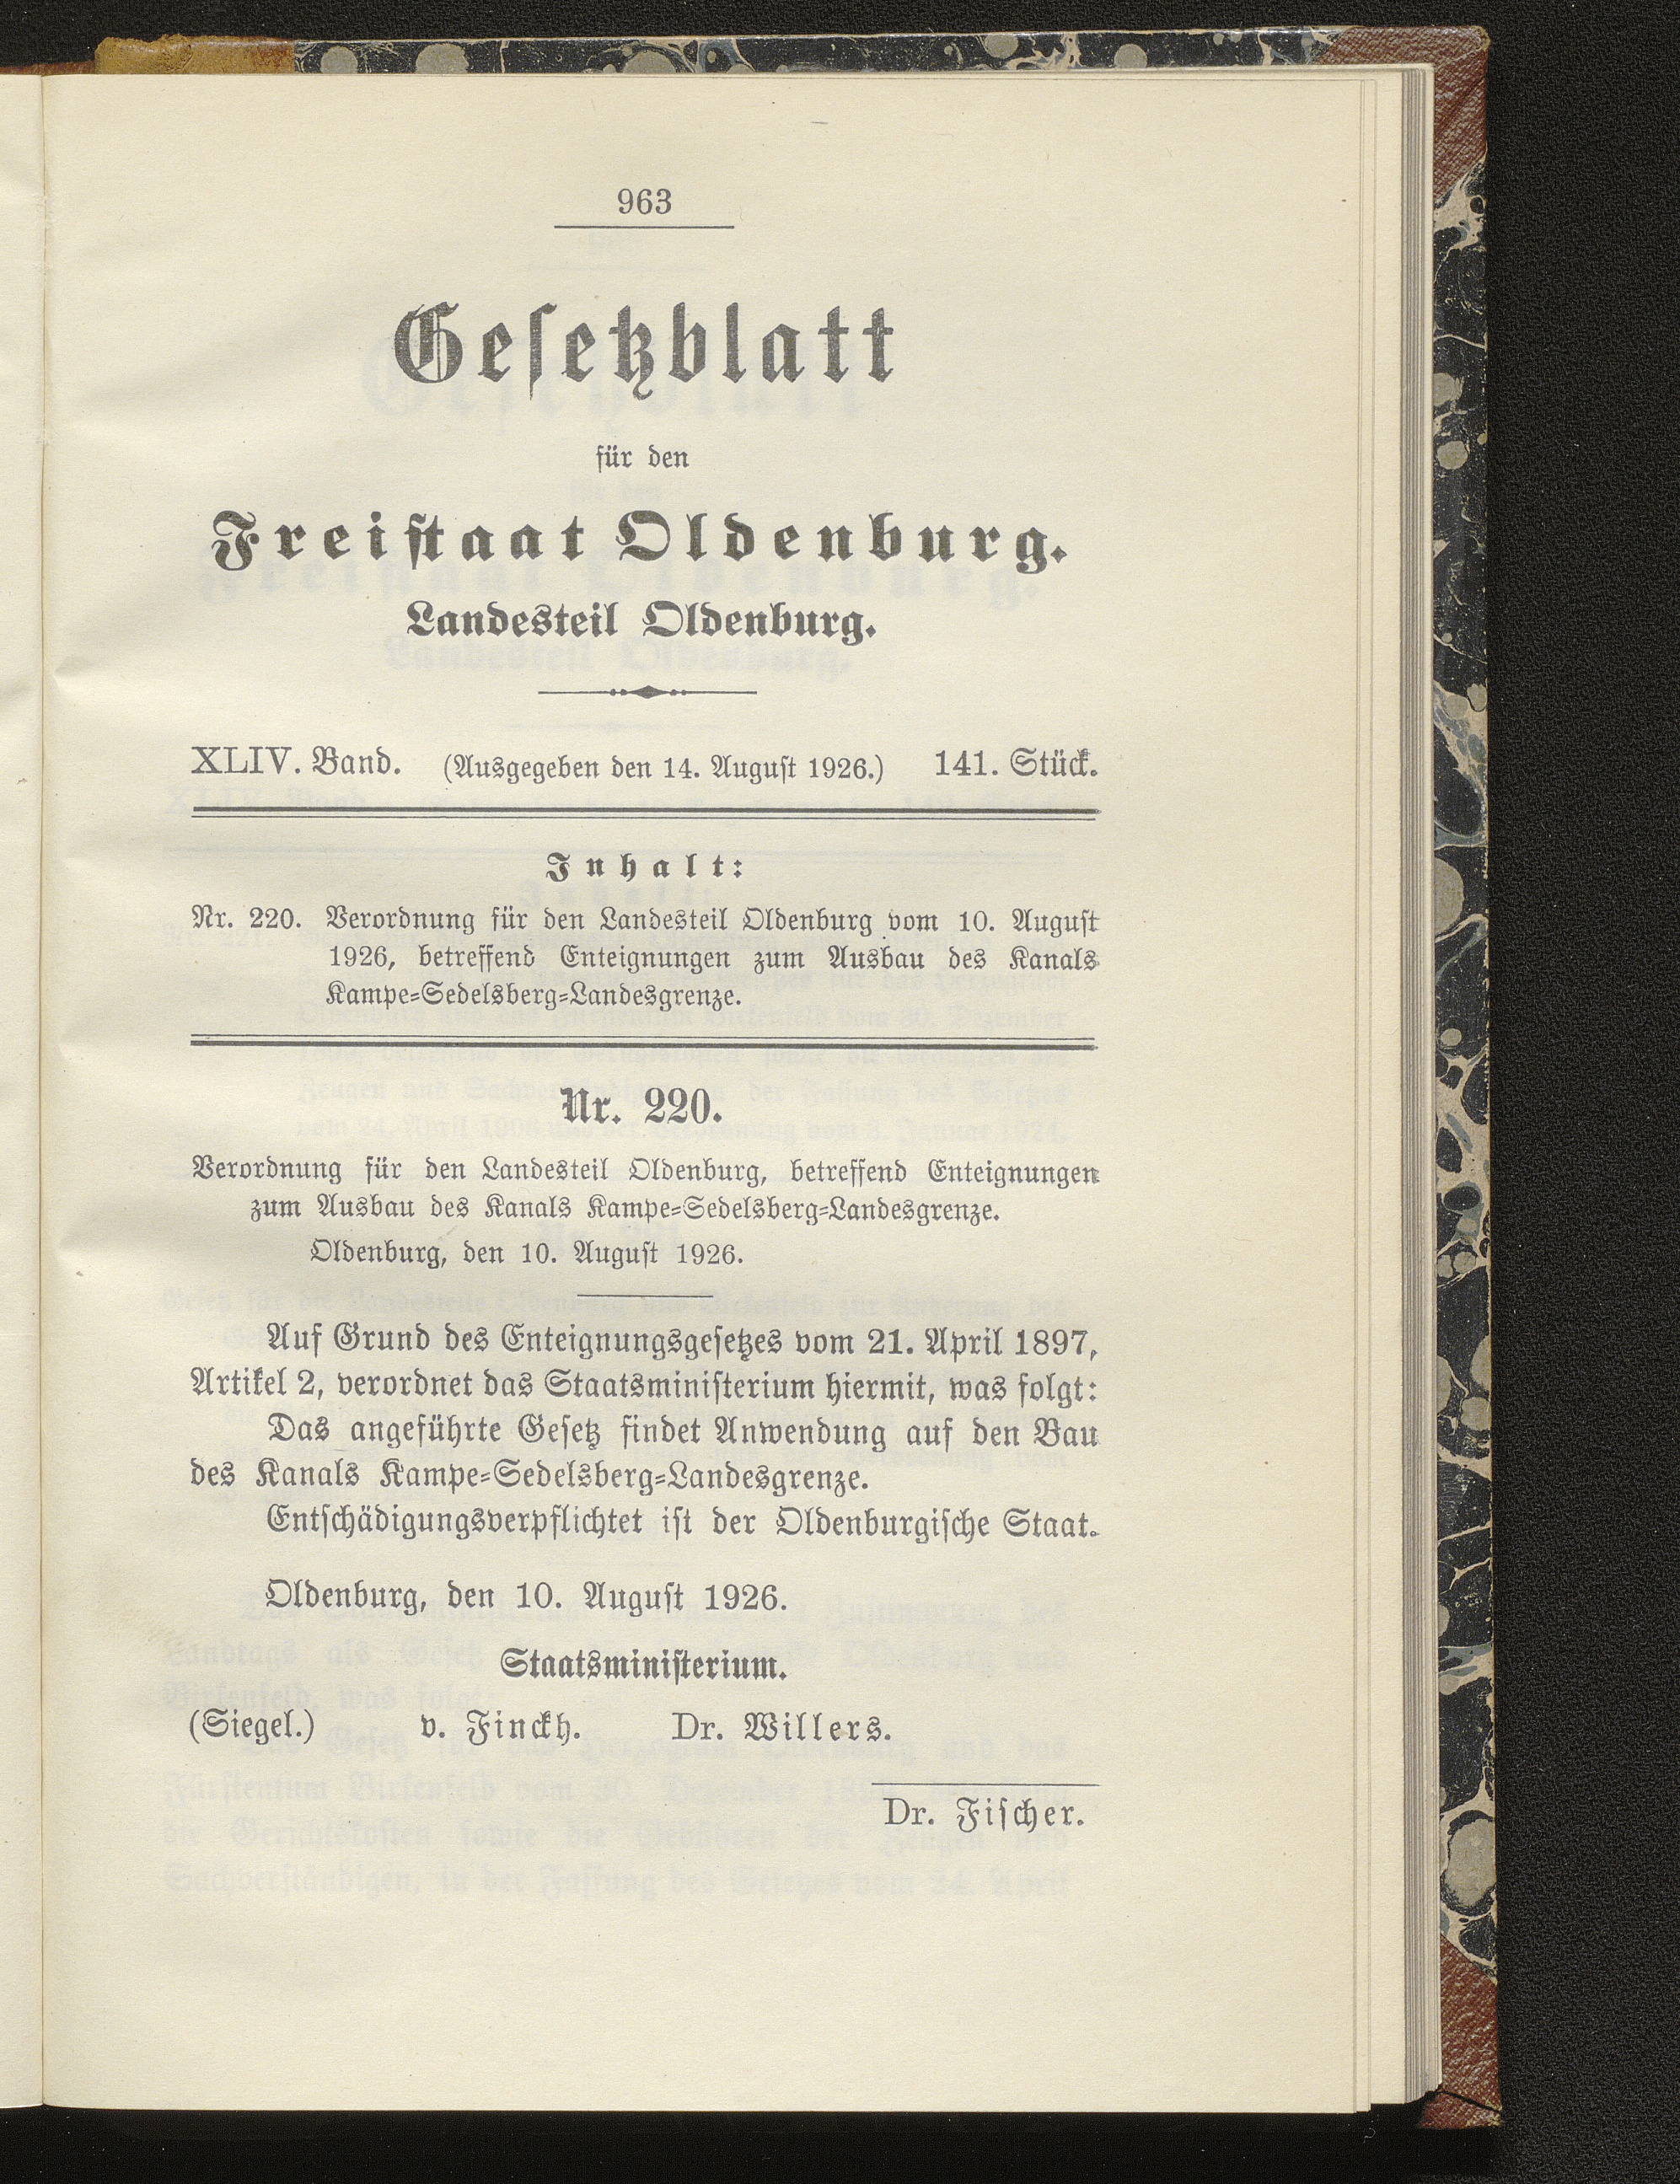 963
Gesetzblatt
für den
Freistaat Oldenburg.
Landesteil Oldenburg.
XLIV. Band. (Ausgegeben den 14. August 1926.) 141. Stück.
Inhalt:
Nr. 220. Verordnung für den Landesteil Oldenburg vom 10. August
1926, betreffend Enteignungen zum Ausbau des Kanals
Kampe-Sedelsberg-Landesgrenze.
Nr. 220.
Verordnung für den Landesteil Oldenburg, betreffend Enteignungen
zum Ausbau des Kanals Kampe-Sedelsberg-Landesgrenze.
Oldenburg, den 10. August 1926.
Auf Grund des Enteignungsgesetzes vom 21. April 1897,
Artikel 2, verordnet das Staatsministerium hiermit, was folgt:
Das angeführte Gesetz findet Anwendung auf den Bau
des Kanals Kampe-Sedelsberg-Landesgrenze.
Entschädigungsverpflichtet ist der Oldenburgische Staat.
Oldenburg, den 10. August 1926.
Staatsministerium.
(Siegel.) v. Finckh. Dr. Willers.
Dr. Fischer.